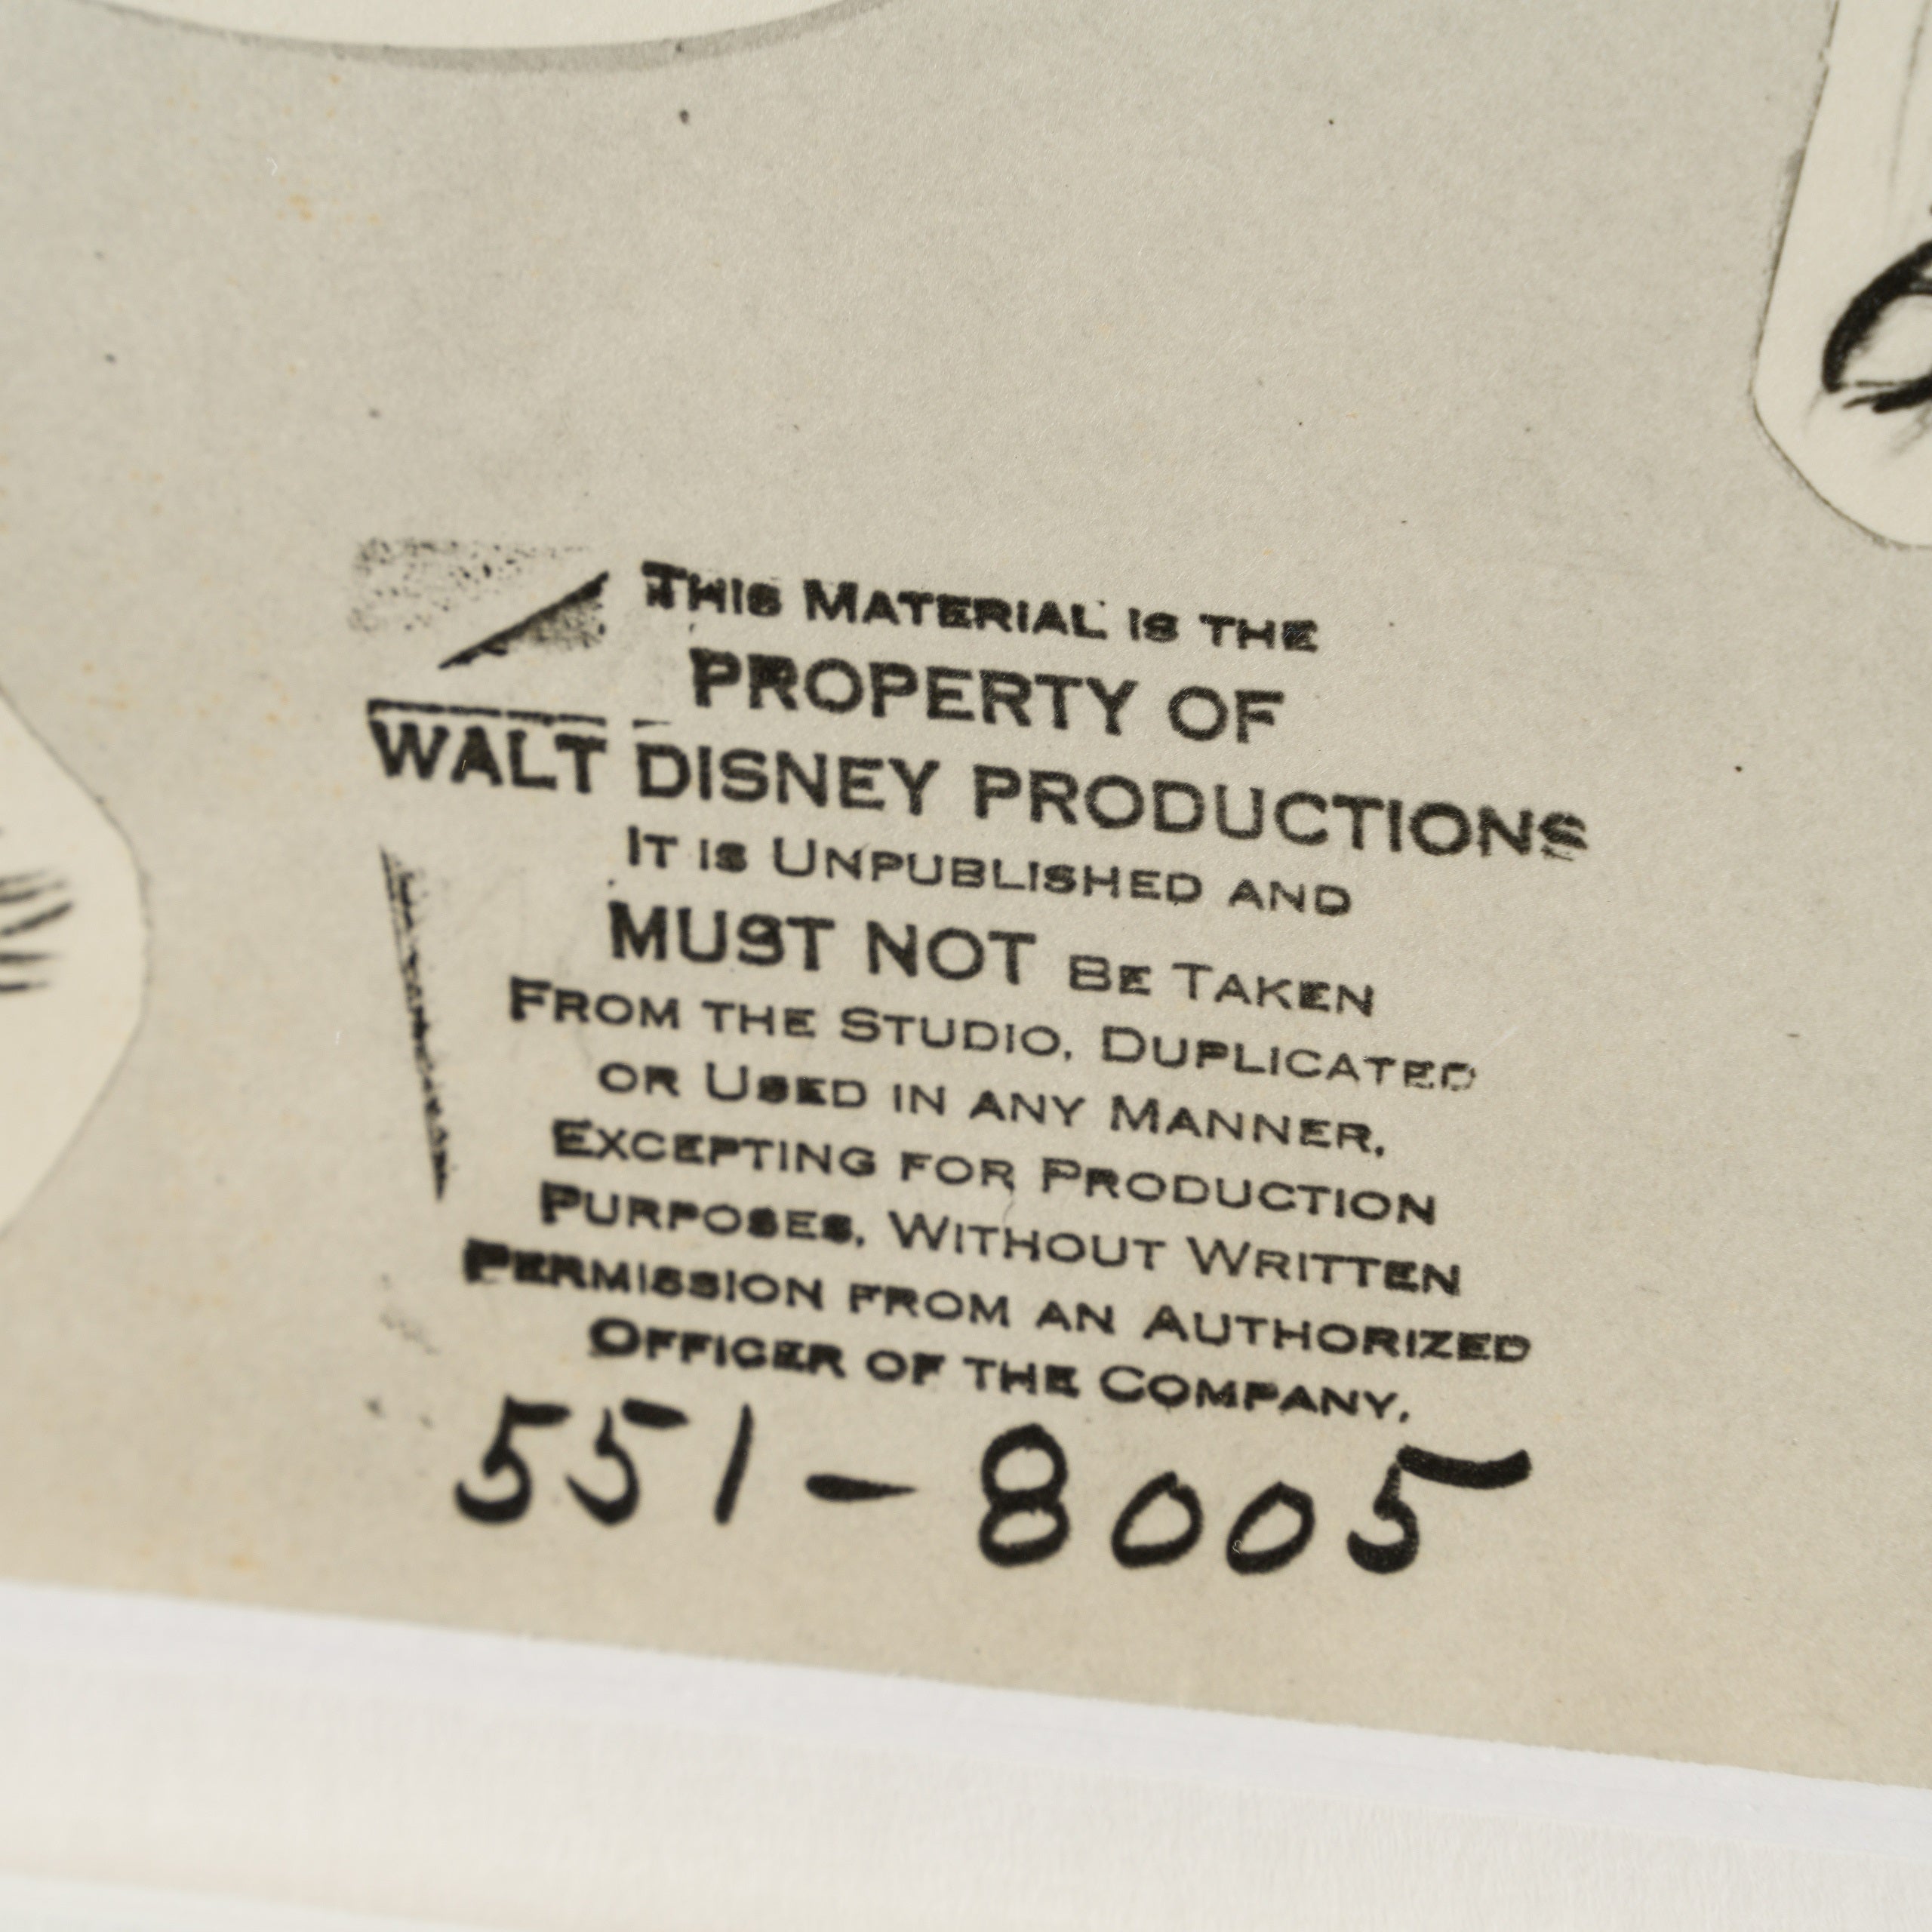 This Material is the
PROPERTY OF
WALT DISNEY PRODUCTIONS
It is Unpublished and
MUST NOT Be Taken
From the Studio, Duplicated
or Used in any Manner,
Excepting for Production
Purposes, Without Written
Permission from an Authorized
Officer of the Company.
551-8005